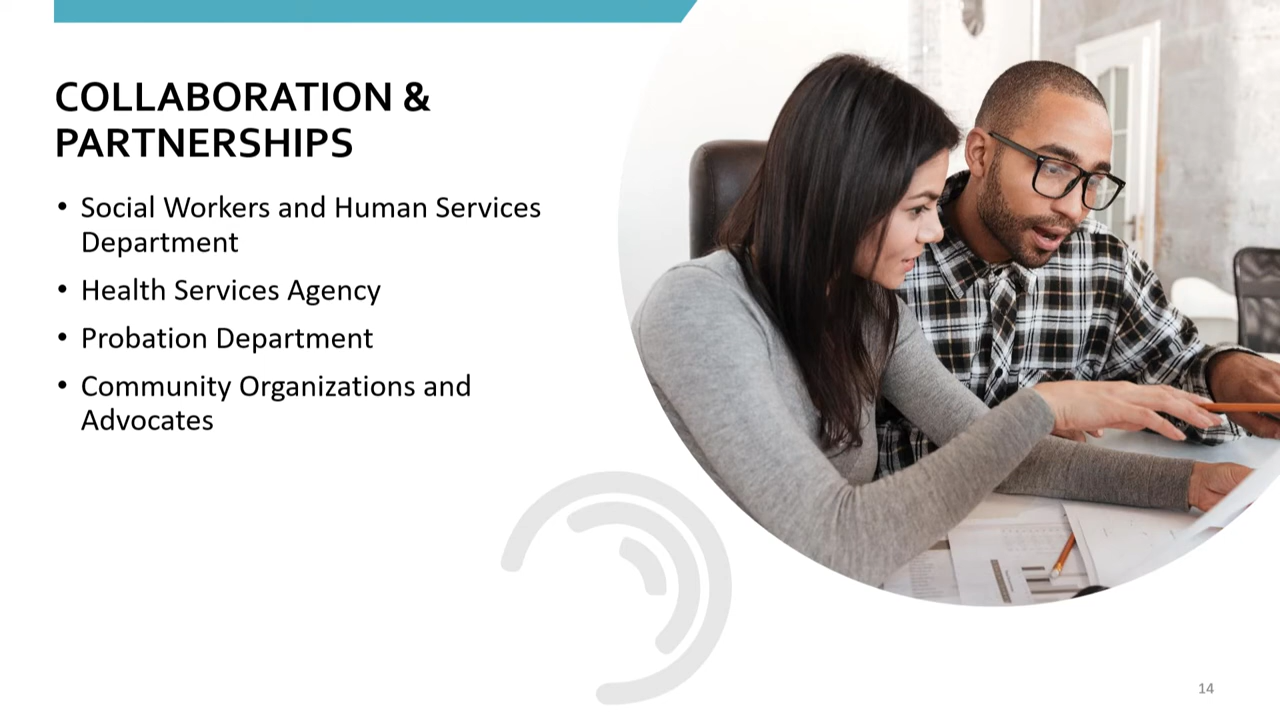 COLLABORATION &
PARTNERSHIPS
• Social Workers and Human Services
Department
• Health Services Agency
• Probation Department
• Community Organizations and
Advocates
14